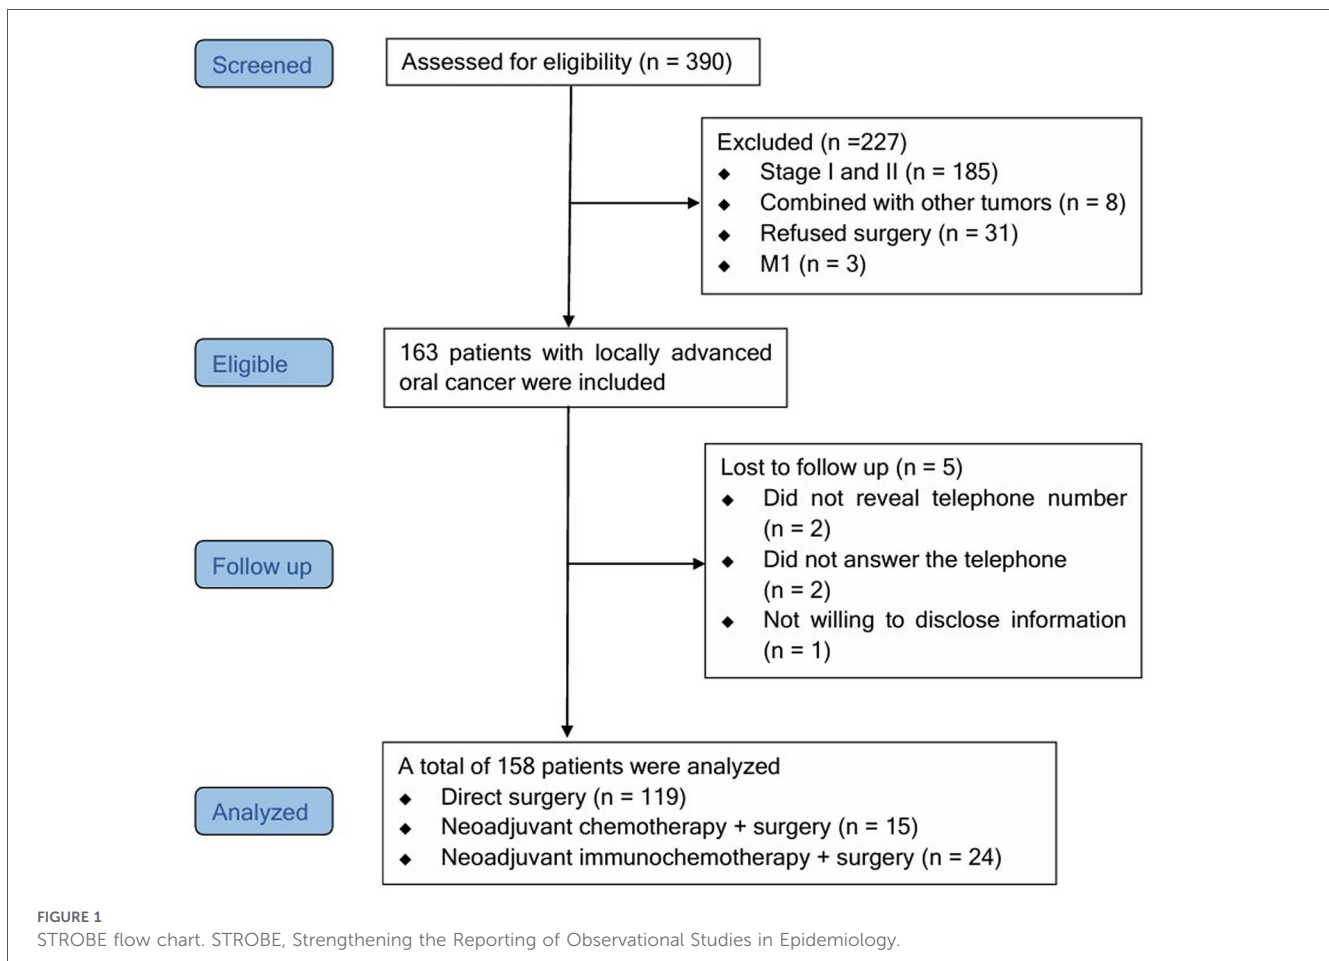 Screened
Assessed for eligibility (n = 390)
Excluded (n =227)
◆ Stage I and II (n = 185)
◆ Combined with other tumors (n = 8)
◆ Refused surgery (n = 31)
◆ M1 (n = 3)
Eligible
163 patients with locally advanced
oral cancer were included
Follow up
Lost to follow up (n = 5)
◆ Did not reveal telephone number
(n = 2)
◆ Did not answer the telephone
(n = 2)
◆ Not willing to disclose information
(n = 1)
Analyzed
A total of 158 patients were analyzed
◆ Direct surgery (n = 119)
◆ Neoadjuvant chemotherapy + surgery (n = 15)
◆ Neoadjuvant immunochemotherapy + surgery (n = 24)
FIGURE 1
STROBE flow chart. STROBE, Strengthening the Reporting of Observational Studies in Epidemiology.